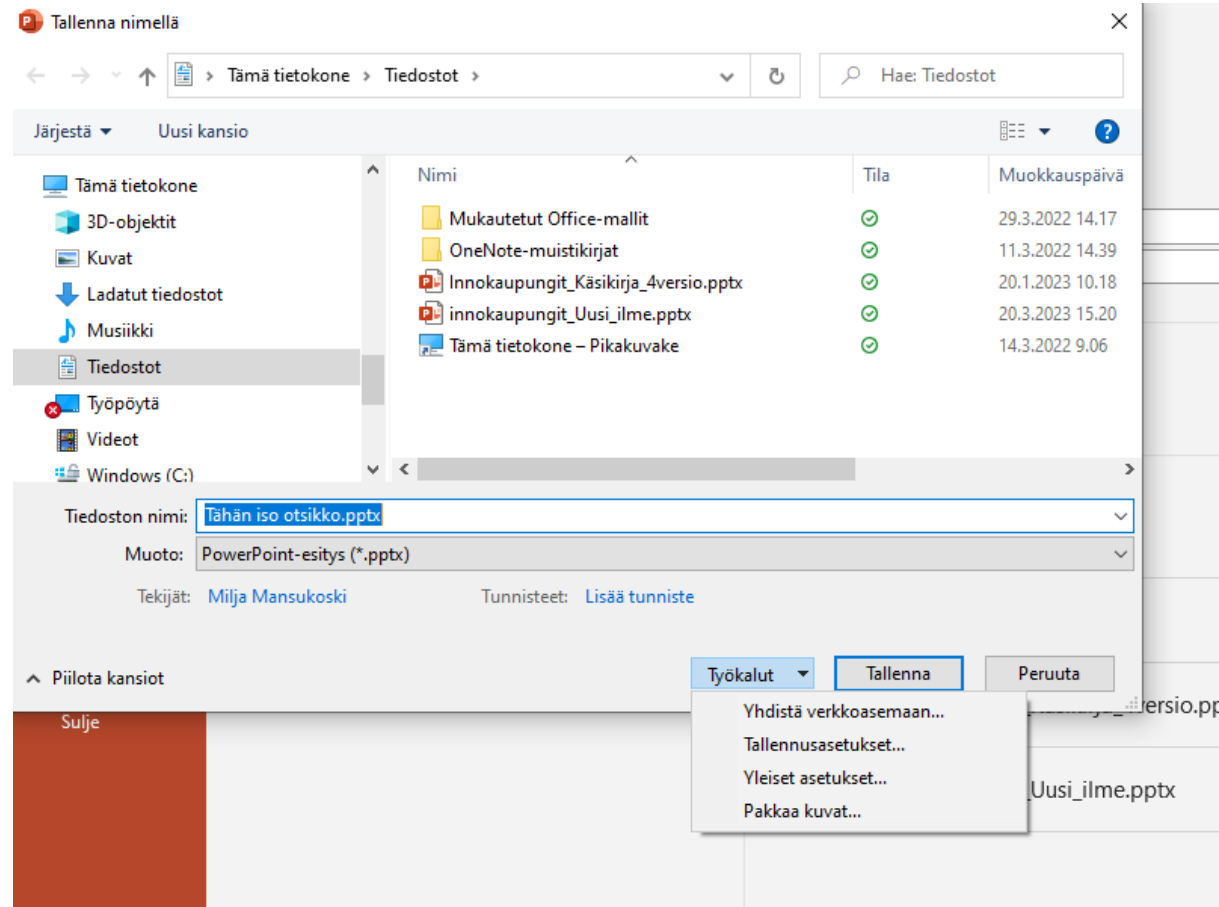 Tallenna nimellä
Tämä tietokone > Tiedostot >
Hae: Tiedostot
Järjestä
Uusi kansio
Tämä tietokone
3D-objektit
Kuvat
Ladatut tiedostot
Musiikki
Tiedostot
Työpöytä
Videot
Windows (C:)
Nimi Tila Muokkauspäivä
Mukautetut Office-mallit 29.3.2022 14.17
OneNote-muistikirjat 11.3.2022 14.39
Innokaupungit_Käsikirja_4versio.pptx 20.1.2023 10.18
innokaupungit_Uusi_ilme.pptx 20.3.2023 15.20
Tämä tietokone – Pikakuvake 14.3.2022 9.06
Tiedoston nimi: Tähän iso otsikko.pptx
Muoto: PowerPoint-esitys (*.pptx)
Tekijät: Milja Mansukoski Tunnisteet: Lisää tunniste
Piilota kansiot
Työkalut Tallenna Peruuta
Yhdistä verkkoasemaan...
Tallennusasetukset...
Yleiset asetukset...
Pakkaa kuvat...
Sulje
_Uusi_ilme.pptx